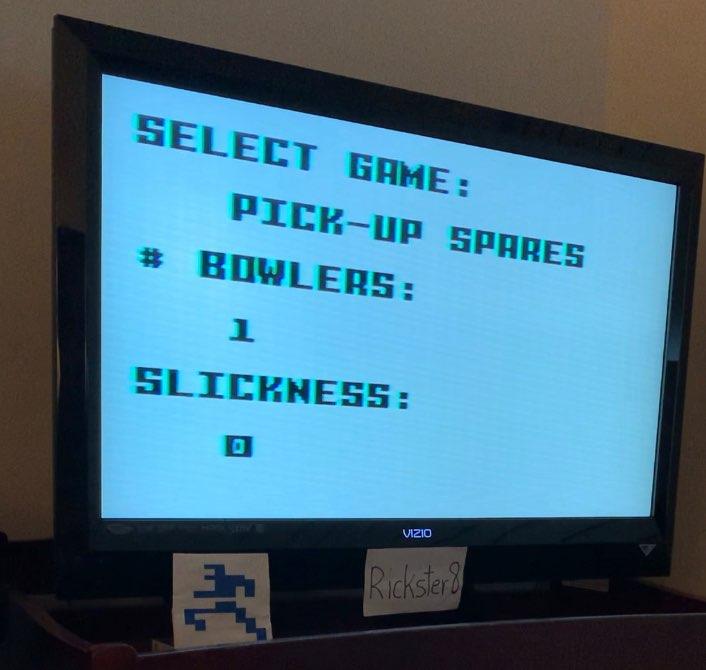 SELECT GAME:
PICK-UP SPARES
# BOWLERS:
1
SLICKNESS:
0
VIZIO
Rickster8